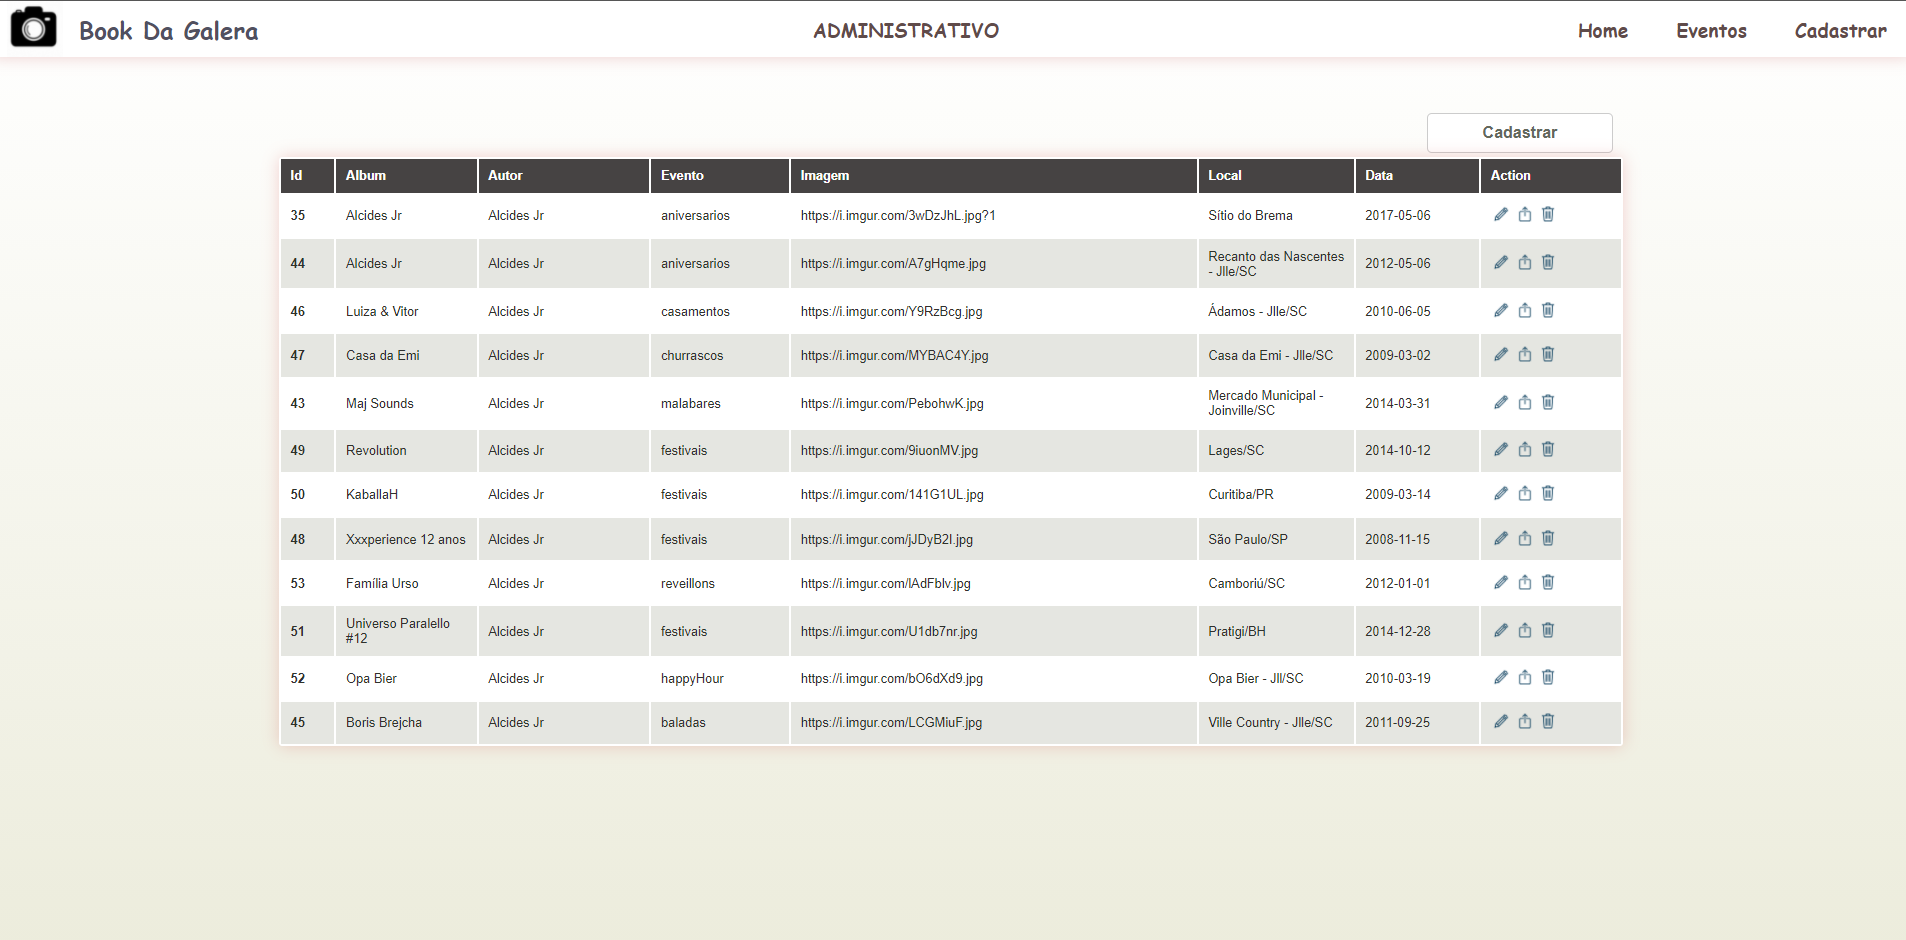 Book Da Galera
ADMINISTRATIVO
Home Eventos Cadastrar
Cadastrar
Id Album Autor Evento Imagem Local Data Action
35 Alcides Jr Alcides Jr aniversarios https://i.imgur.com/3wDzJhL.jpg?1 Sítio do Brema 2017-05-06
44 Alcides Jr Alcides Jr aniversarios https://i.imgur.com/A7gHqme.jpg Recanto das Nascentes
- Jlle/SC 2012-05-06
46 Luiza & Vitor Alcides Jr casamentos https://i.imgur.com/Y9RzBcg.jpg Ádamos - Jlle/SC 2010-06-05
47 Casa da Emi Alcides Jr churrascos https://i.imgur.com/MYBAC4Y.jpg Casa da Emi - Jlle/SC 2009-03-02
43 Maj Sounds Alcides Jr malabares https://i.imgur.com/PebohwK.jpg Mercado Municipal -
Joinville/SC 2014-03-31
49 Revolution Alcides Jr festivais https://i.imgur.com/9iuonMV.jpg Lages/SC 2014-10-12
50 KaballaH Alcides Jr festivais https://i.imgur.com/141G1UL.jpg Curitiba/PR 2009-03-14
48 Xxxperience 12 anos Alcides Jr festivais https://i.imgur.com/jJDyB2I.jpg São Paulo/SP 2008-11-15
53 Família Urso Alcides Jr reveillons https://i.imgur.com/lAdFblv.jpg Camboriú/SC 2012-01-01
51 Universo Paralello
#12 Alcides Jr festivais https://i.imgur.com/U1db7nr.jpg Pratigi/BH 2014-12-28
52 Opa Bier Alcides Jr happyHour https://i.imgur.com/bO6dXd9.jpg Opa Bier - Jll/SC 2010-03-19
45 Boris Brejcha Alcides Jr baladas https://i.imgur.com/LCGMiuF.jpg Ville Country - Jlle/SC 2011-09-25